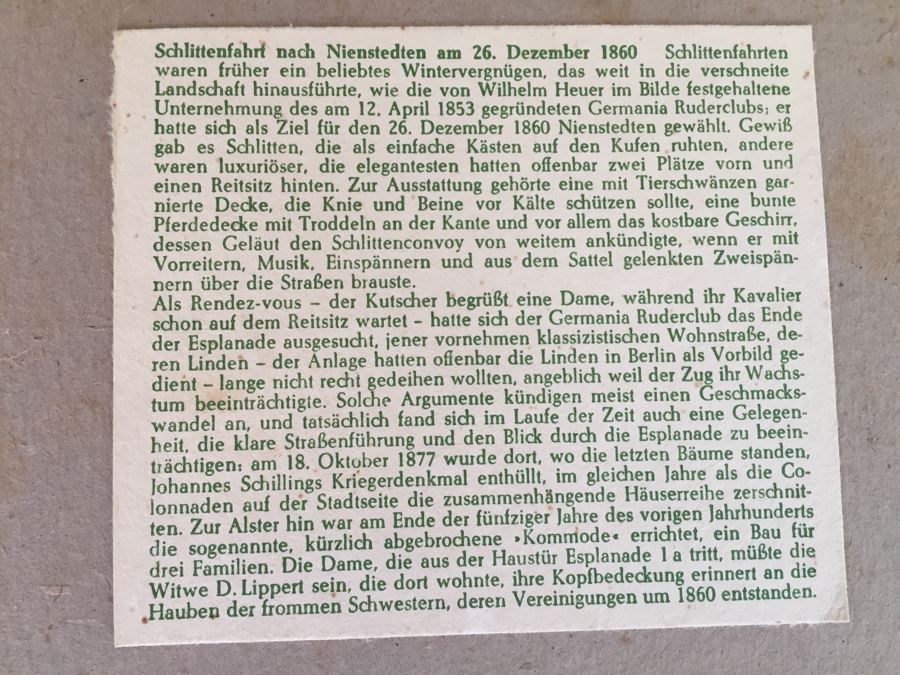 Schlittenfahrt nach Nienstedten am 26. Dezember 1860 Schlittenfahrten
waren früher ein beliebtes Wintervergnügen, das weit in die verschneite
Landschaft hinausführte, wie die von Wilhelm Heuer im Bilde festgehaltene
Unternehmung des am 12. April 1853 gegründeten Germania Ruderclubs; er
hatte sich als Ziel für den 26. Dezember 1860 Nienstedten gewählt. Gewiß
gab es Schlitten, die als einfache Kästen auf den Kufen ruhten, andere
waren luxuriöser, die elegantesten hatten offenbar zwei Plätze vorn und
einen Reitsitz hinten. Zur Ausstattung gehörte eine mit Tierschwänzen gar-
nierte Decke, die Knie und Beine vor Kälte schützen sollte, eine bunte
Pferdedecke mit Troddeln an der Kante und vor allem das kostbare Geschirr,
dessen Geläut den Schlittenconvoy von weitem ankündigte, wenn er mit
Vorreitern, Musik, Einspännern und aus dem Sattel gelenkten Zweispän-
nern über die Straßen brauste.
Als Rendez-vous – der Kutscher begrüßt eine Dame, während ihr Kavalier
schon auf dem Reitsitz wartet – hatte sich der Germania Ruderclub das Ende
der Esplanade ausgesucht, jener vornehmen klassizistischen Wohnstraße, de-
ren Linden – der Anlage hatten offenbar die Linden in Berlin als Vorbild ge-
dient – lange nicht recht gedeihen wollten, angeblich weil der Zug ihr Wachs-
tum beeinträchtigte. Solche Argumente kündigen meist einen Geschmacks-
wandel an, und tatsächlich fand sich im Laufe der Zeit auch eine Gelegen-
heit, die klare Straßenführung und den Blick durch die Esplanade zu beein-
trächtigen: am 18. Oktober 1877 wurde dort, wo die letzten Bäume standen,
Johannes Schillings Kriegerdenkmal enthüllt, im gleichen Jahre als die Co-
lonnaden auf der Stadtseite die zusammenhängende Häuserreihe zerschnit-
ten. Zur Alster hin war am Ende der fünfziger Jahre des vorigen Jahrhunderts
die sogenannte, kürzlich abgebrochene ›Kommode‹ errichtet, ein Bau für
drei Familien. Die Dame, die aus der Haustür Esplanade 1 a tritt, müßte die
Witwe D. Lippert sein, die dort wohnte, ihre Kopfbedeckung erinnert an die
Hauben der frommen Schwestern, deren Vereinigungen um 1860 entstanden.